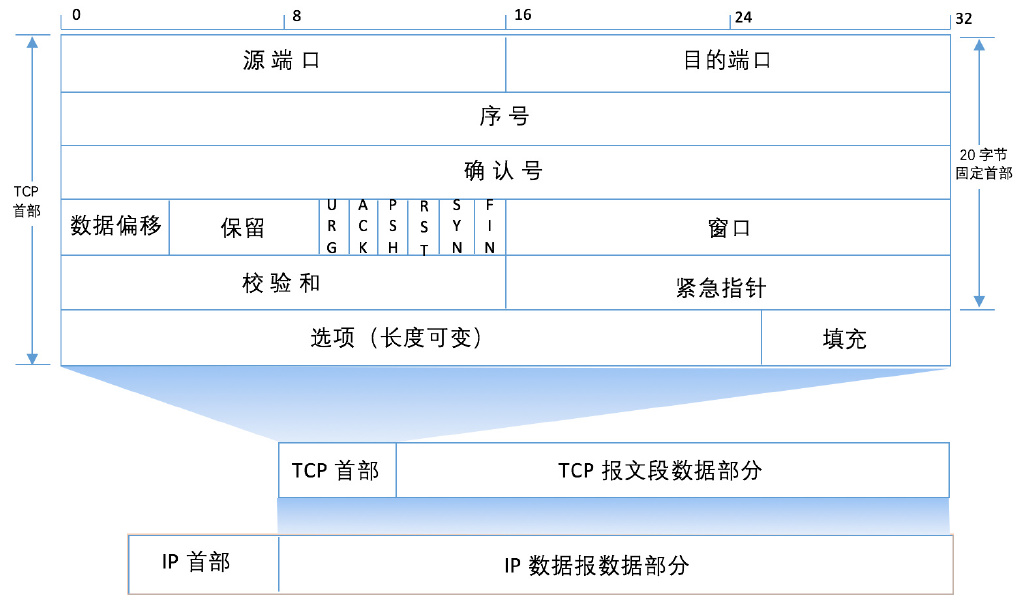 0 8 16 24 32
源 端 口 目的端口
序 号
确 认 号
TCP
首部
20 字节
固定首部
数据偏移 保留 URG ACK PSH RST SYN FIN 窗口
校 验 和 紧急指针
选项（长度可变） 填充
TCP 首部 TCP 报文段数据部分
IP 首部 IP 数据报数据部分